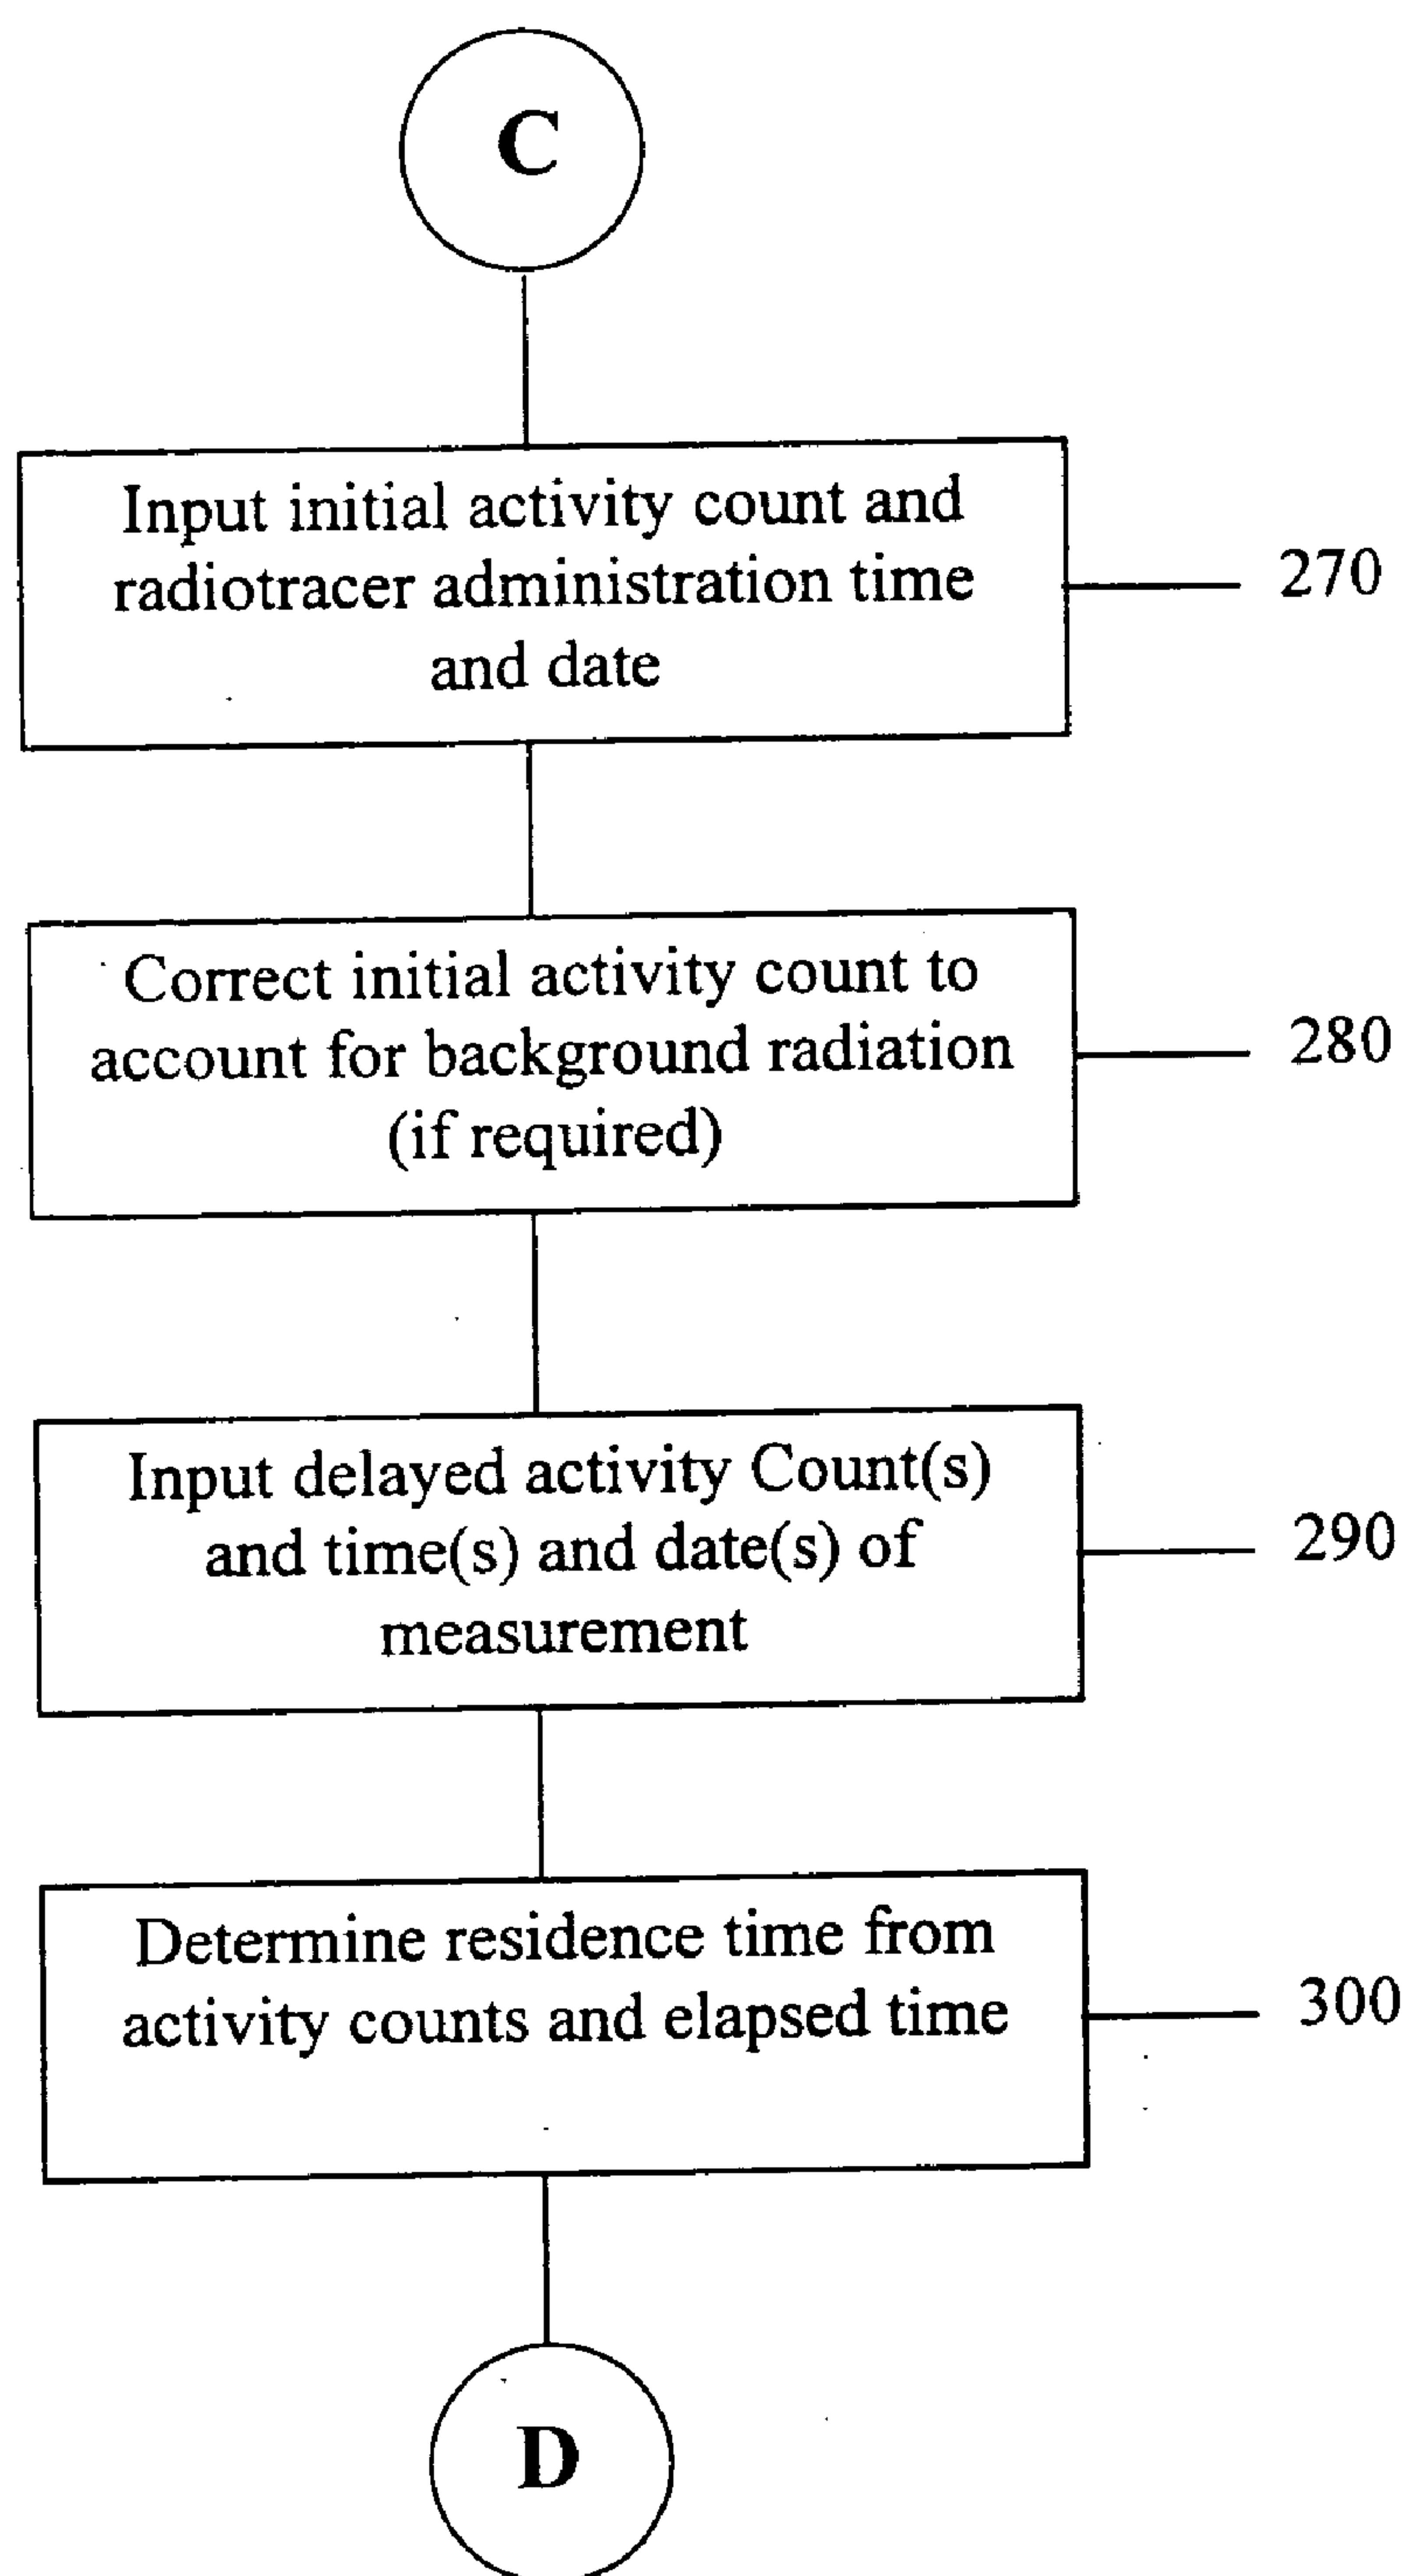 C
Input initial activity count and
radiotracer administration time
and date
270
Correct initial activity count to
account for background radiation
(if required)
280
Input delayed activity Count(s)
and time(s) and date(s) of
measurement
290
Determine residence time from
activity counts and elapsed time
300
D